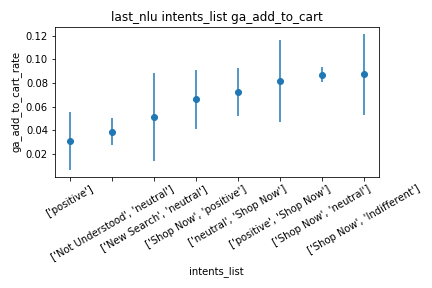 last_nlu intents_list ga_add_to_cart
ga_add_to_cart_rate
0.12
0.10
0.08
0.06
0.04
0.02
['positive']
['Not Understood', 'neutral']
['New Search', 'neutral']
['Shop Now', 'positive']
['neutral', 'Shop Now']
['positive', 'Shop Now']
['Shop Now', 'neutral']
['Shop Now', 'Indifferent']
intents_list